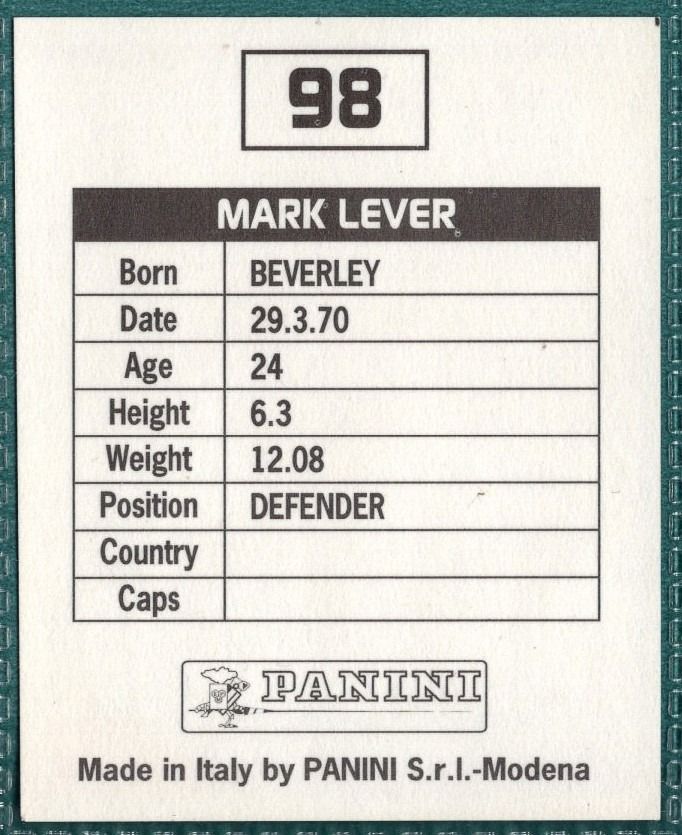 98
MARK LEVER
Born BEVERLEY
Date 29.3.70
Age 24
Height 6.3
Weight 12.08
Position DEFENDER
Country
Caps
PANINI
Made in Italy by PANINI S.r.l.-Modena